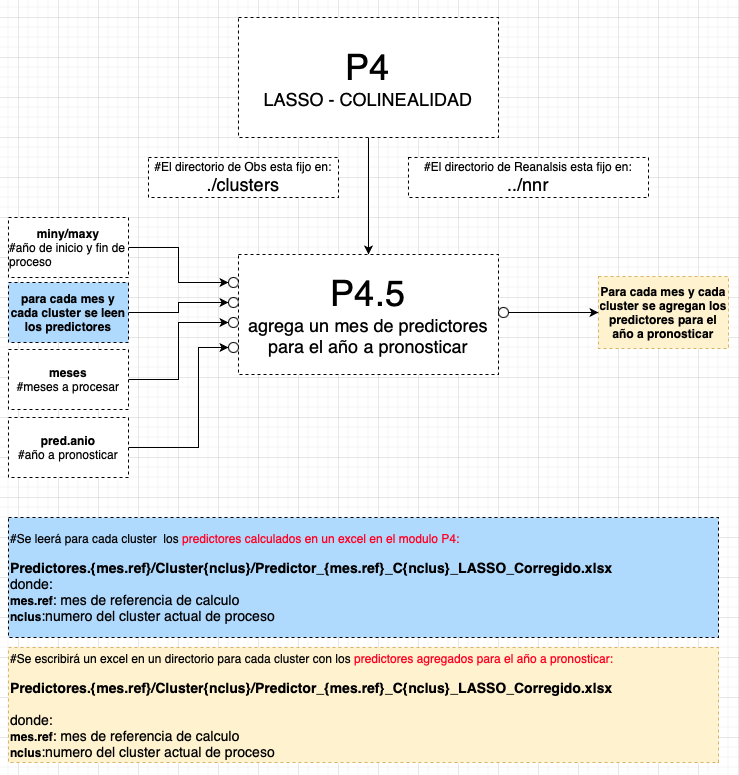 P4
LASSO - COLINEALIDAD
#El directorio de Obs esta fijo en:
./clusters
#El directorio de Reanalsis esta fijo en:
../nnr
miny/maxy
#año de inicio y fin de
proceso
para cada mes y
cada cluster se leen
los predictores
meses
#meses a procesar
pred.anio
#año a pronosticar
P4.5
agrega un mes de predictores
para el año a pronosticar
Para cada mes y cada
cluster se agregan los
predictores para el
año a pronosticar
#Se leerá para cada cluster los predictores calculados en un excel en el modulo P4:
Predictores.{mes.ref}/Cluster{nclus}/Predictor_{mes.ref}_C{nclus}_LASSO_Corregido.xlsx
donde:
mes.ref: mes de referencia de calculo
nclus:numero del cluster actual de proceso
#Se escribirá un excel en un directorio para cada cluster con los predictores agregados para el año a pronosticar:
Predictores.{mes.ref}/Cluster{nclus}/Predictor_{mes.ref}_C{nclus}_LASSO_Corregido.xlsx
donde:
mes.ref: mes de referencia de calculo
nclus:numero del cluster actual de proceso